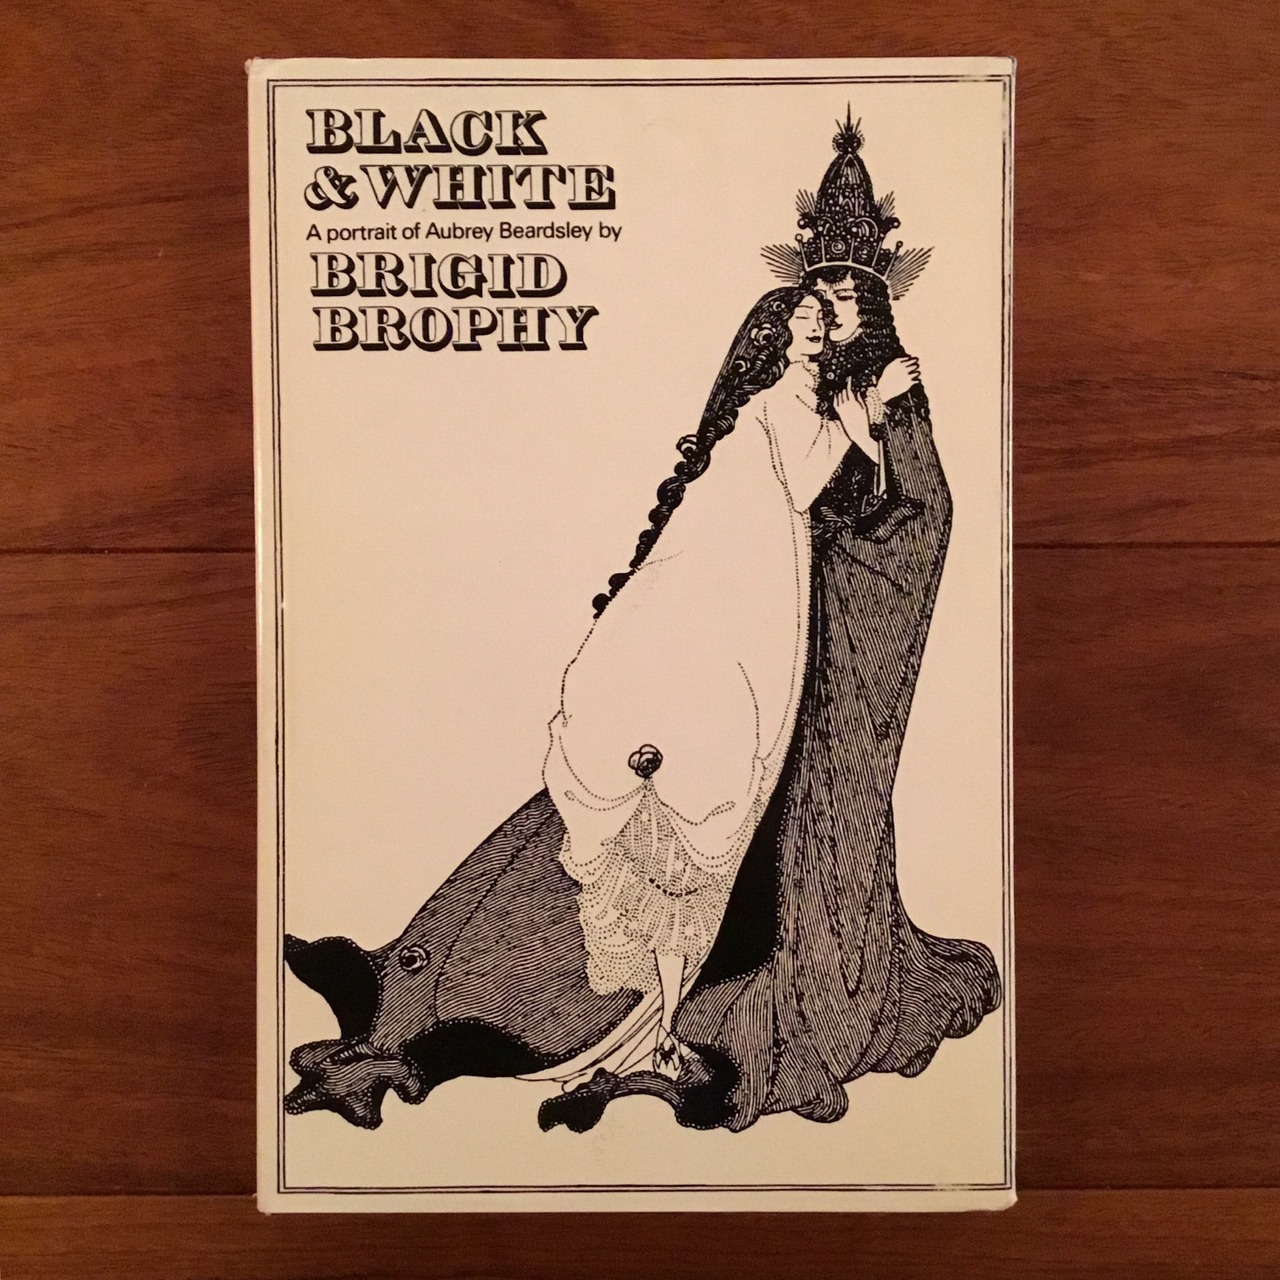 BLACK
&WHITE
A portrait of Aubrey Beardsley by
BRIGID
BROPHY